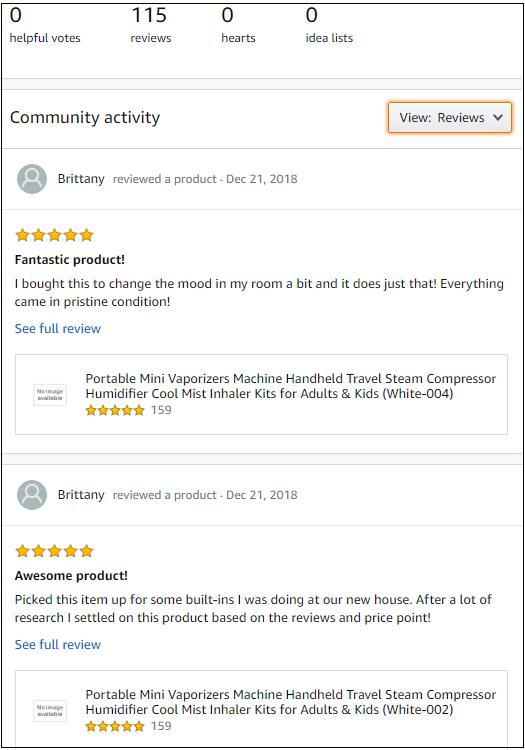 0 115 0 0
helpful votes reviews hearts idea lists
Community activity
View: Reviews
Brittany reviewed a product · Dec 21, 2018
Fantastic product!
I bought this to change the mood in my room a bit and it does just that! Everything
came in pristine condition!
See full review
No image
available
Portable Mini Vaporizers Machine Handheld Travel Steam Compressor
Humidifier Cool Mist Inhaler Kits for Adults & Kids (White-004)
159
Brittany reviewed a product · Dec 21, 2018
Awesome product!
Picked this item up for some built-ins I was doing at our new house. After a lot of
research I settled on this product based on the reviews and price point!
See full review
No image
available
Portable Mini Vaporizers Machine Handheld Travel Steam Compressor
Humidifier Cool Mist Inhaler Kits for Adults & Kids (White-002)
159